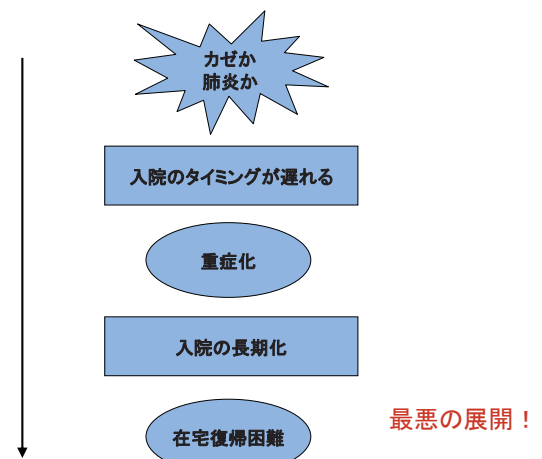 カゼか
肺炎か
入院のタイミングが遅れる
重症化
入院の長期化
在宅復帰困難
最悪の展開！